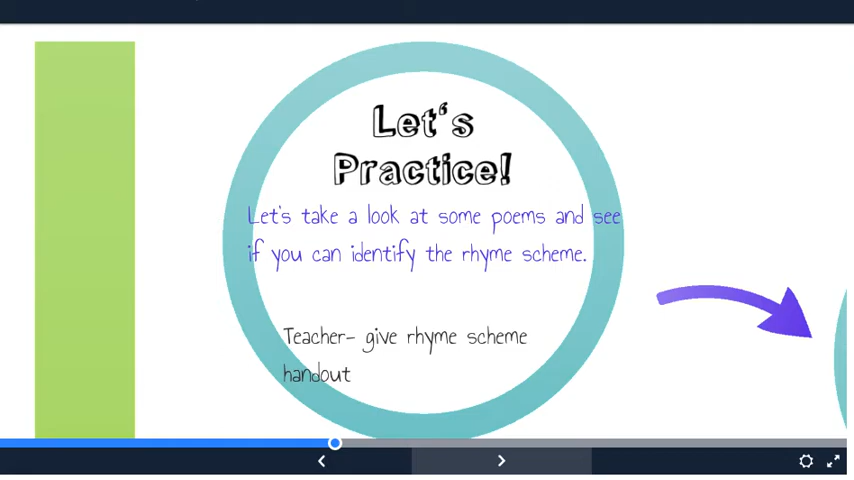 Let's
Practice!
Let's take a look at some poems and see
if you can identify the rhyme scheme.
Teacher- give rhyme scheme
handout